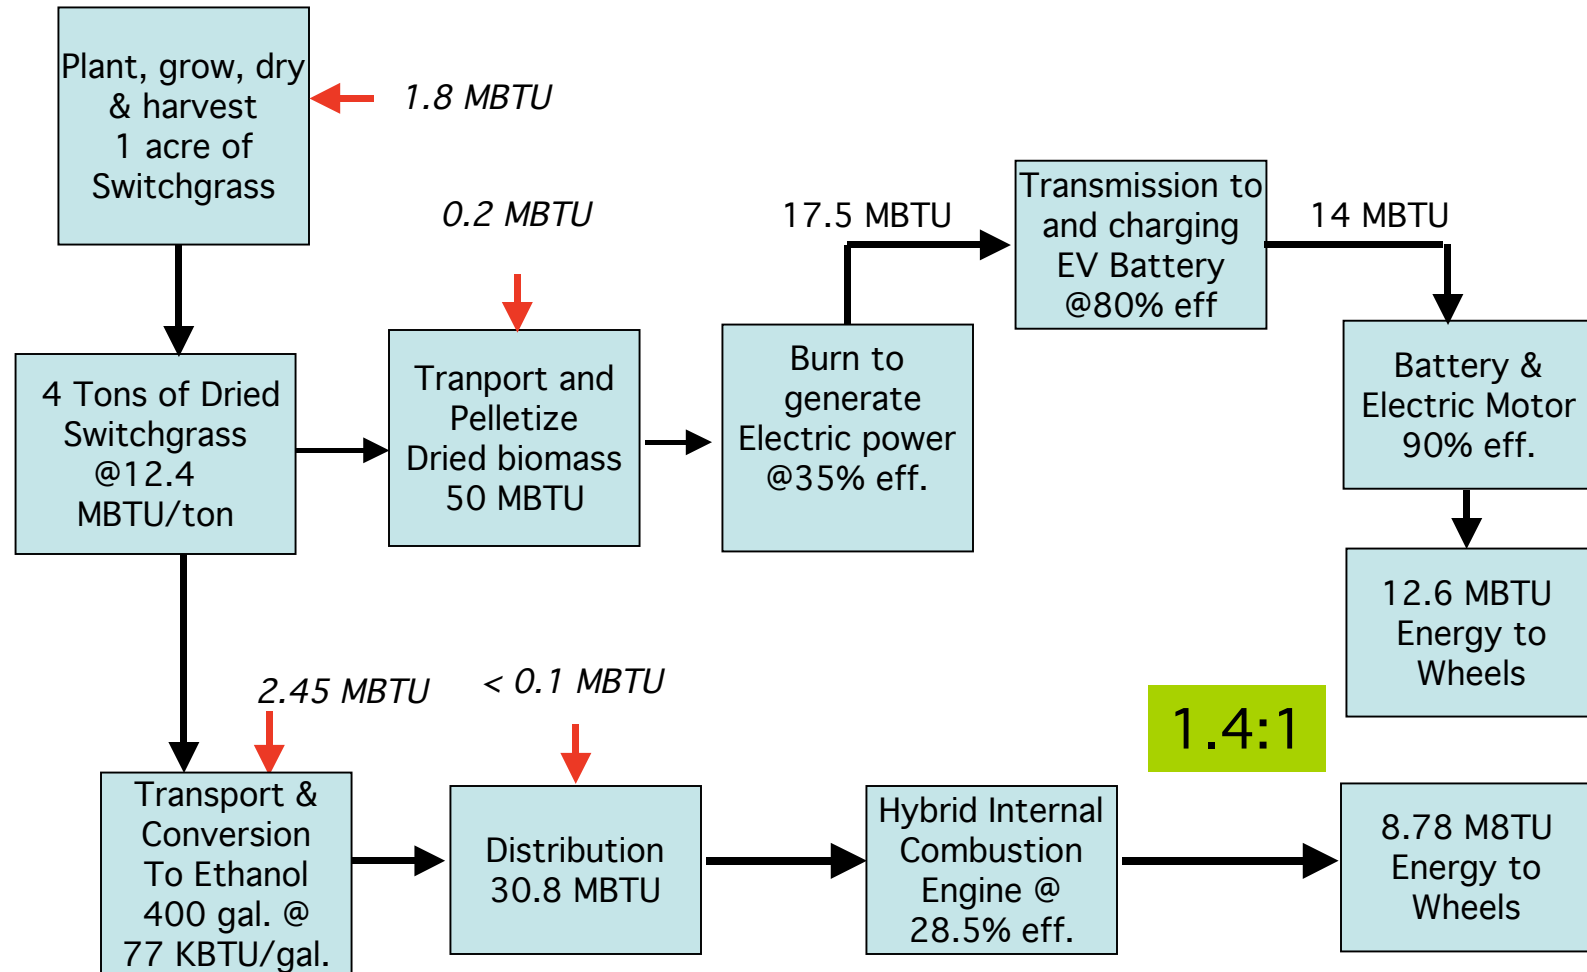 Plant, grow, dry
& harvest
1 acre of
Switchgrass
1.8 MBTU
0.2 MBTU
17.5 MBTU
Transmission to
and charging
EV Battery
@80% eff
14 MBTU
4 Tons of Dried
Switchgrass
@12.4
MBTU/ton
Tranport and
Pelletize
Dried biomass
50 MBTU
Burn to
generate
Electric power
@35% eff.
Battery &
Electric Motor
90% eff.
12.6 MBTU
Energy to
Wheels
2.45 MBTU
< 0.1 MBTU
1.4:1
Transport &
Conversion
To Ethanol
400 gal. @
77 KBTU/gal.
Distribution
30.8 MBTU
Hybrid Internal
Combustion
Engine @
28.5% eff.
8.78 M8TU
Energy to
Wheels